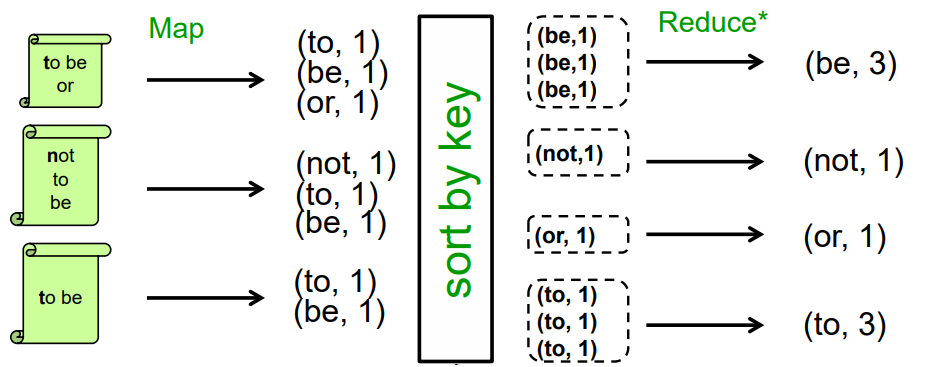 Map
to be
or
(to, 1)
(be, 1)
(or, 1)
not
to
be
(not, 1)
(to, 1)
(be, 1)
to be
(to, 1)
(be, 1)
sort by key
Reduce*
(be,1)
(be,1)
(be,1)
(be, 3)
(not,1)
(not, 1)
(or, 1)
(or, 1)
(to, 1)
(to, 1)
(to, 1)
(to, 3)